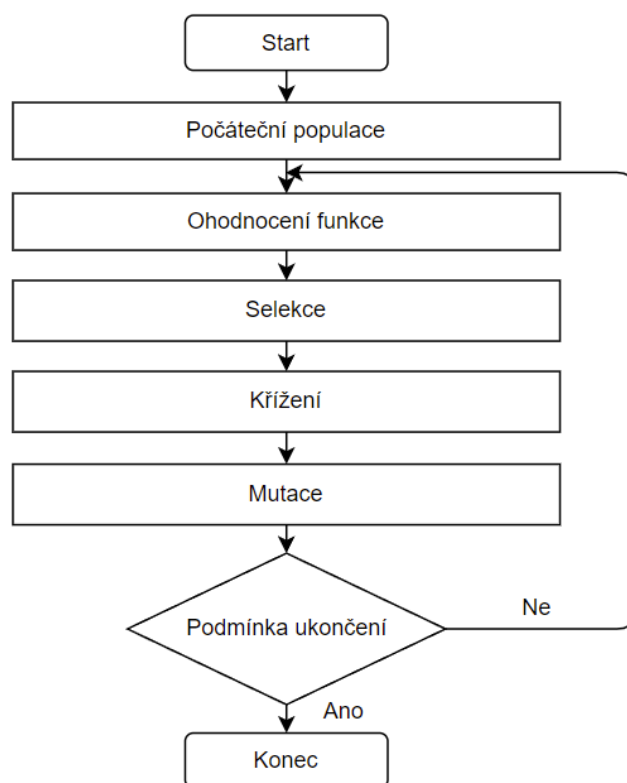 Start
Počáteční populace
Ohodnocení funkce
Selekce
Křížení
Mutace
Podmínka ukončení
Ne
Ano
Konec